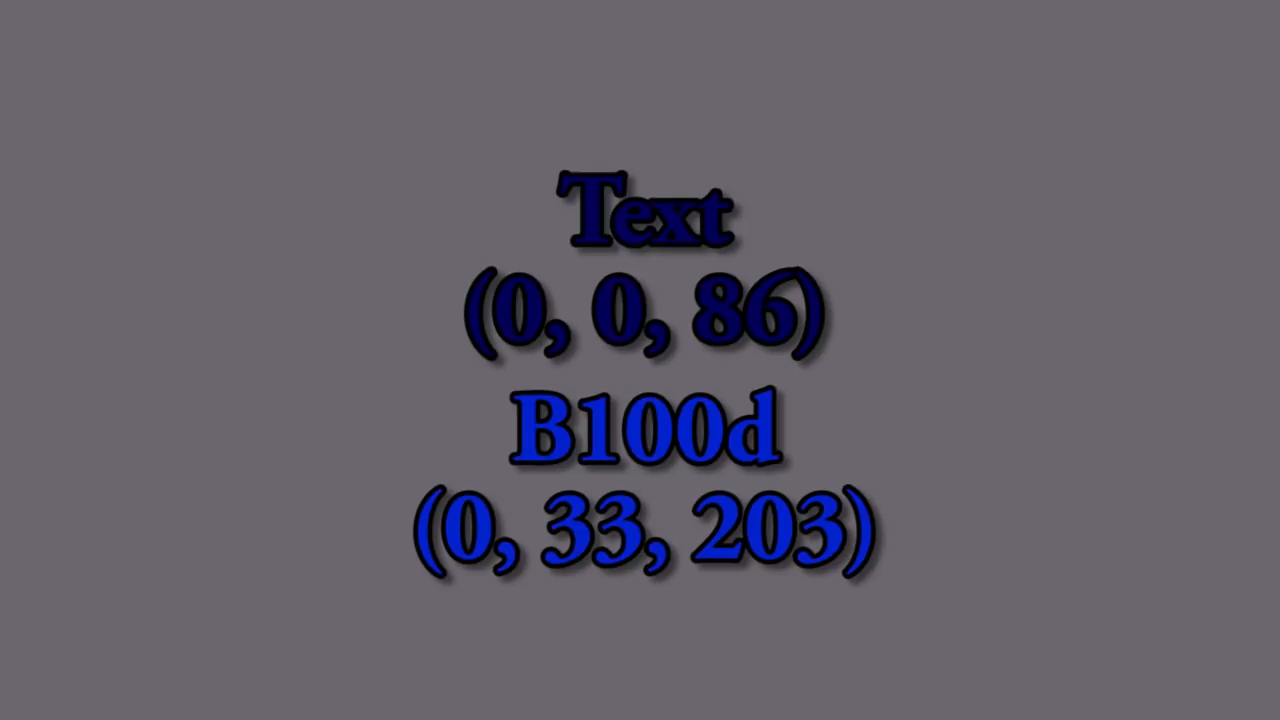 Text
(0, 0, 86)
B100d
(0, 33, 203)